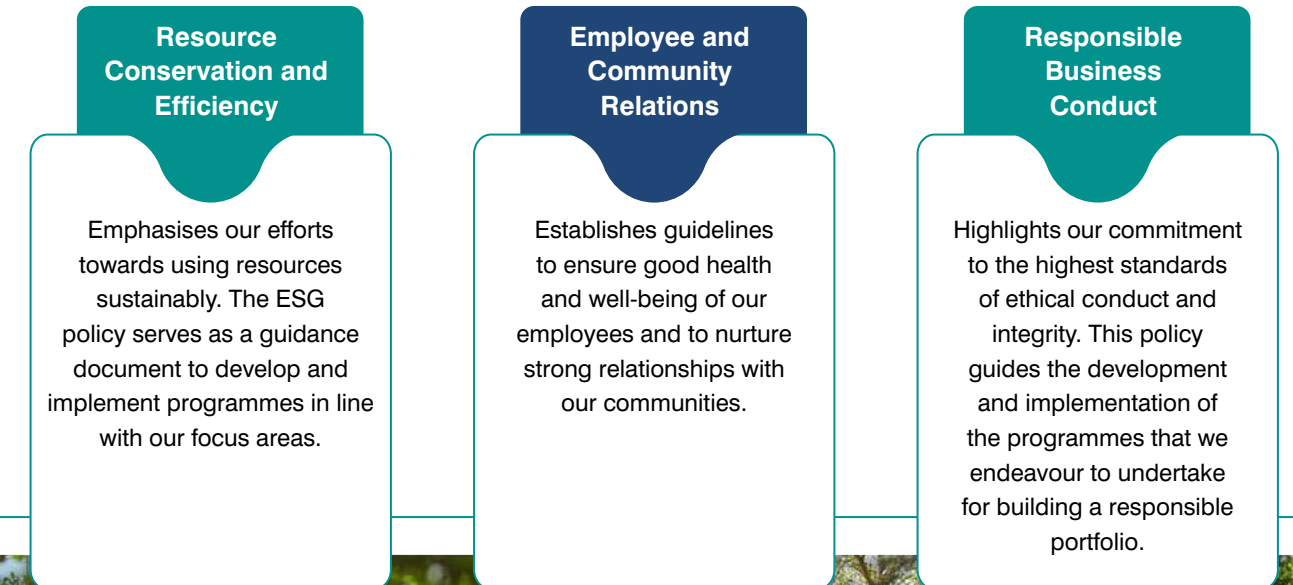 Resource
Conservation and
Efficiency
Emphasises our efforts
towards using resources
sustainably. The ESG
policy serves as a guidance
document to develop and
implement programmes in line
with our focus areas.
Employee and
Community
Relations
Establishes guidelines
to ensure good health
and well-being of our
employees and to nurture
strong relationships with
our communities.
Responsible
Business
Conduct
Highlights our commitment
to the highest standards
of ethical conduct and
integrity. This policy
guides the development
and implementation of
the programmes that we
endeavour to undertake
for building a responsible
portfolio.